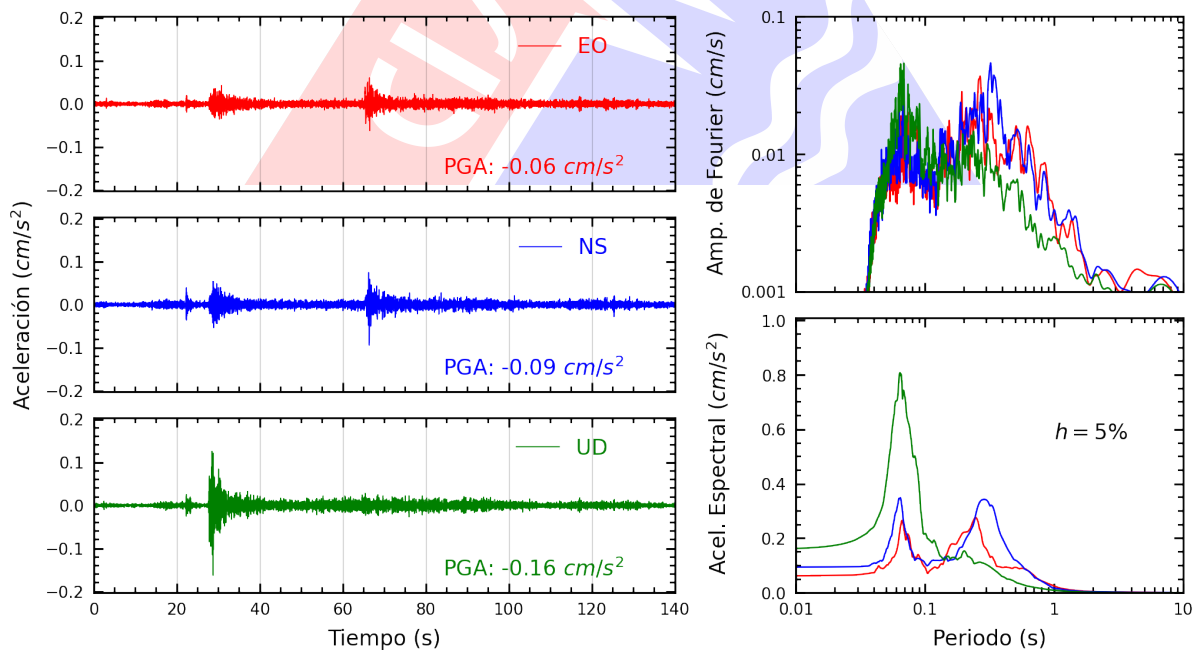 0.2
0.1
0.0
−0.1
−0.2
EO
PGA: -0.06 cm/s²
0.2
0.1
0.0
−0.1
−0.2
NS
PGA: -0.09 cm/s²
0.2
0.1
0.0
−0.1
−0.2
UD
PGA: -0.16 cm/s²
Aceleración (cm/s²)
0 20 40 60 80 100 120 140
Tiempo (s)
0.1
0.01
0.001
Amp. de Fourier (cm/s)
1.0
0.8
0.6
0.4
0.2
0.0
h = 5%
Acel. Espectral (cm/s²)
0.01 0.1 1 10
Periodo (s)